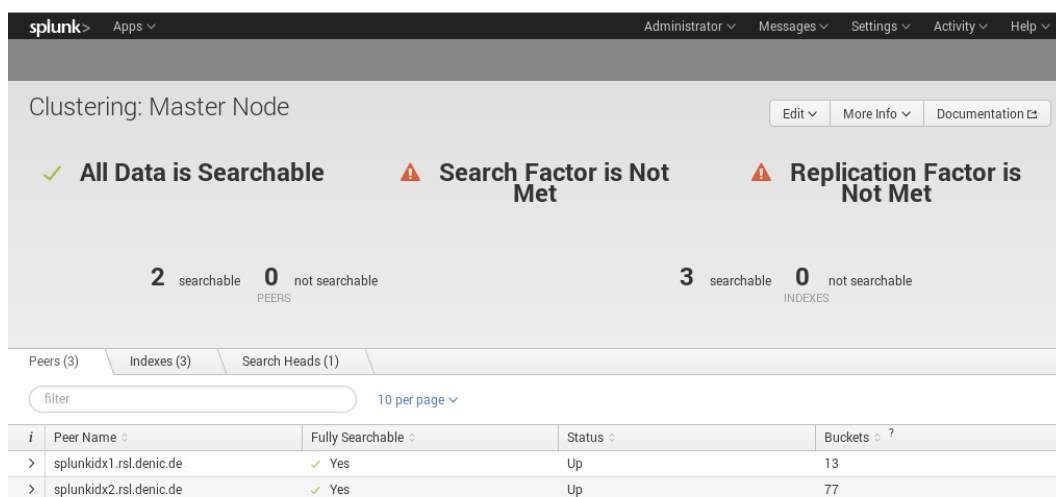 splunk> Apps Administrator Messages Settings Activity Help
Clustering: Master Node
Edit More Info Documentation
All Data is Searchable
Search Factor is Not
Met
Replication Factor is
Not Met
2 searchable 0 not searchable
PEERS
3 searchable 0 not searchable
INDEXES
Peers (3) Indexes (3) Search Heads (1)
filter 10 per page
i Peer Name Fully Searchable Status Buckets ?
splunkidx1.rsl.denic.de Yes Up 13
splunkidx2.rsl.denic.de Yes Up 77